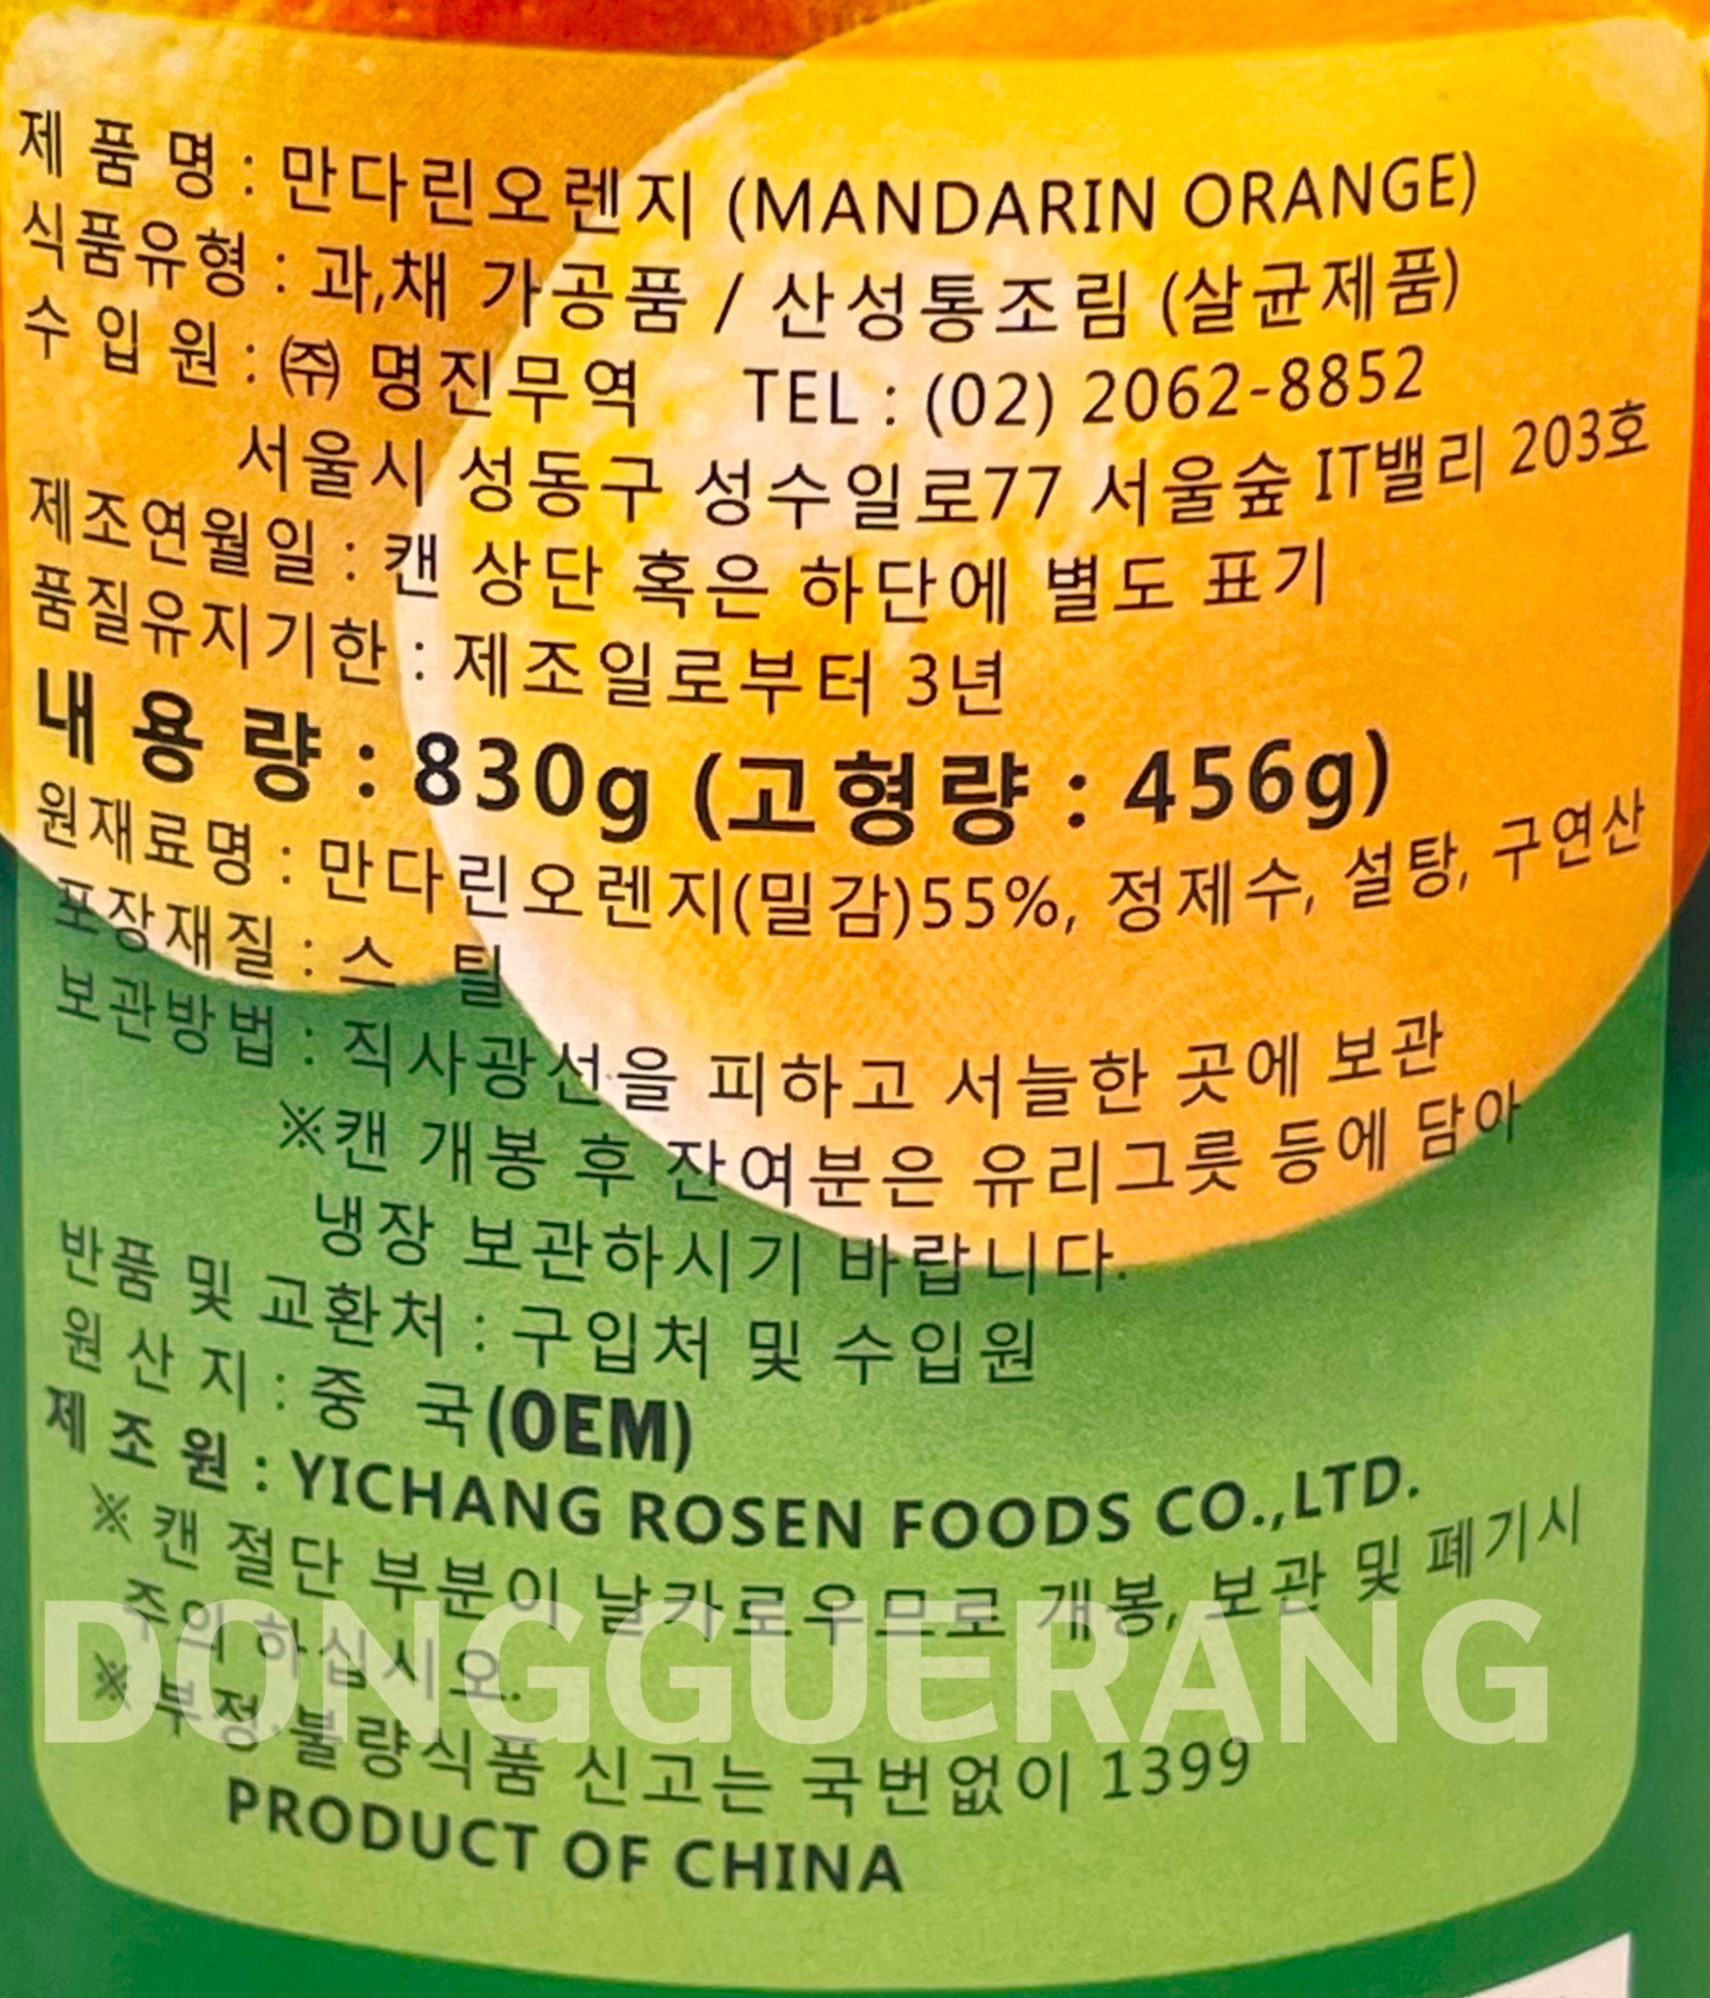 제 품 명 : 만다린오렌지 (MANDARIN ORANGE)
식품유형 : 과,채 가공품 / 산성통조림 (살균제품)
수 입 원 : ㈜ 명진무역 TEL : (02) 2062-8852
서울시 성동구 성수일로77 서울숲 IT밸리 203호
제조연월일 : 캔 상단 혹은 하단에 별도 표기
품질유지기한 : 제조일로부터 3년
내 용 량 : 830g (고형량 : 456g)
원재료명 : 만다린오렌지(밀감)55%, 정제수, 설탕, 구연산
포장재질 : 스 틸
보관방법 : 직사광선을 피하고 서늘한 곳에 보관
※캔 개봉 후 잔여분은 유리그릇 등에 담아
냉장 보관하시기 바랍니다.
반품 및 교환처 : 구입처 및 수입원
원 산 지 : 중 국(OEM)
제 조 원 : YICHANG ROSEN FOODS CO.,LTD.
※ 캔 절단 부분이 날카로우므로 개봉, 보관 및 폐기시
주의 하십시오.
※ 부정·불량식품 신고는 국번없이 1399
PRODUCT OF CHINA
DONGGUERANG